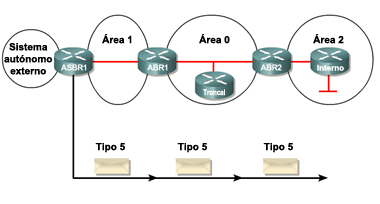 Sistema
autónomo
externo
Área 1
Área 0
Área 2
ASBR1
ABR1
Troncal
ABR2
Interno
Tipo 5
Tipo 5
Tipo 5